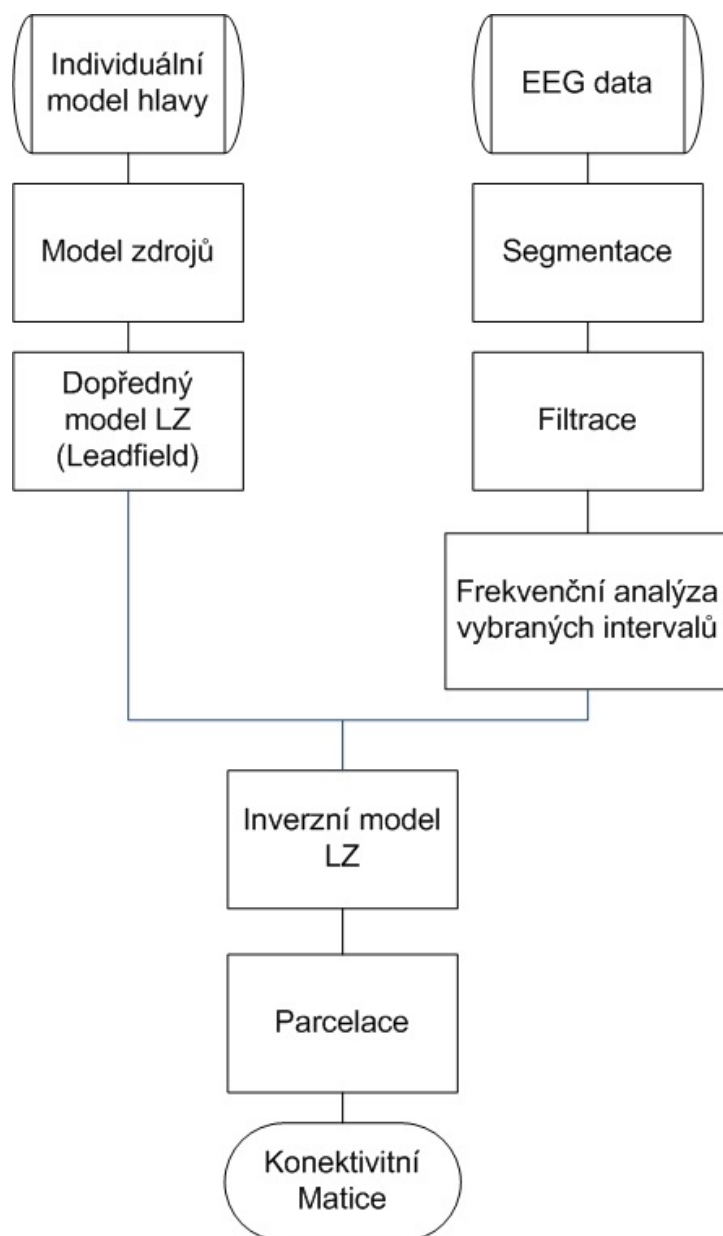 Individuální
model hlavy
EEG data
Model zdrojů
Segmentace
Dopředný
model LZ
(Leadfield)
Filtrace
Frekvenční analýza
vybraných intervalů
Inverzní model
LZ
Parcelace
Konektivitní
Matice